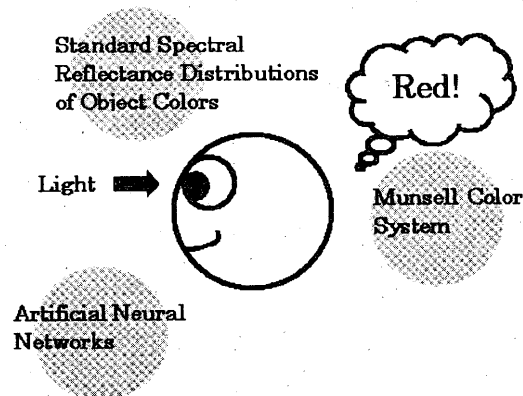 Standard Spectral
Reflectance Distributions
of Object Colors
Red!
Light
Munsell Color
System
Artificial Neural
Networks